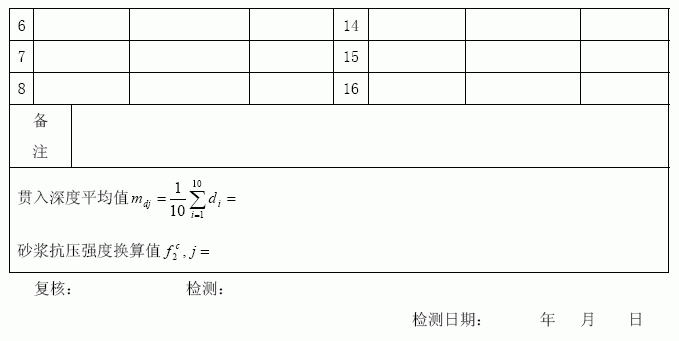 6 14
7 15
8 16
备
注
贯入深度平均值 m_{dj} = \frac{1}{10} \sum_{i=1}^{10} d_i =
砂浆抗压强度换算值 f_2^c, j =
复核： 检测：
检测日期： 年 月 日